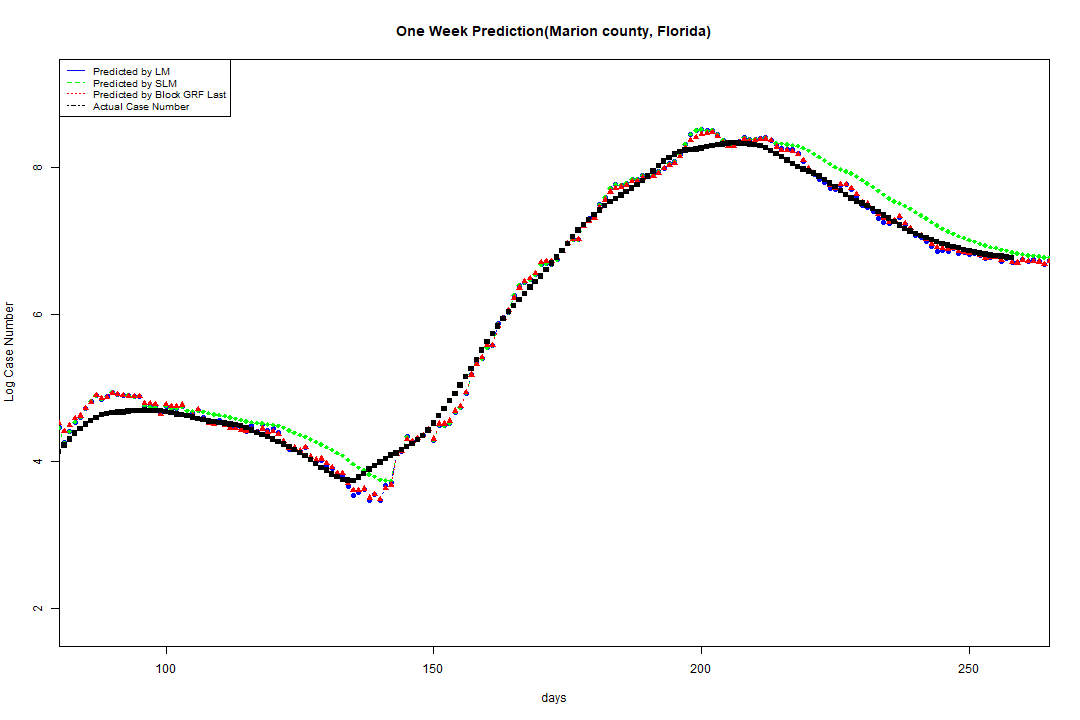 One Week Prediction(Marion county, Florida)
Predicted by LM
Predicted by SLM
Predicted by Block GRF Last
Actual Case Number
8
6
4
2
Log Case Number
100
150
200
250
days